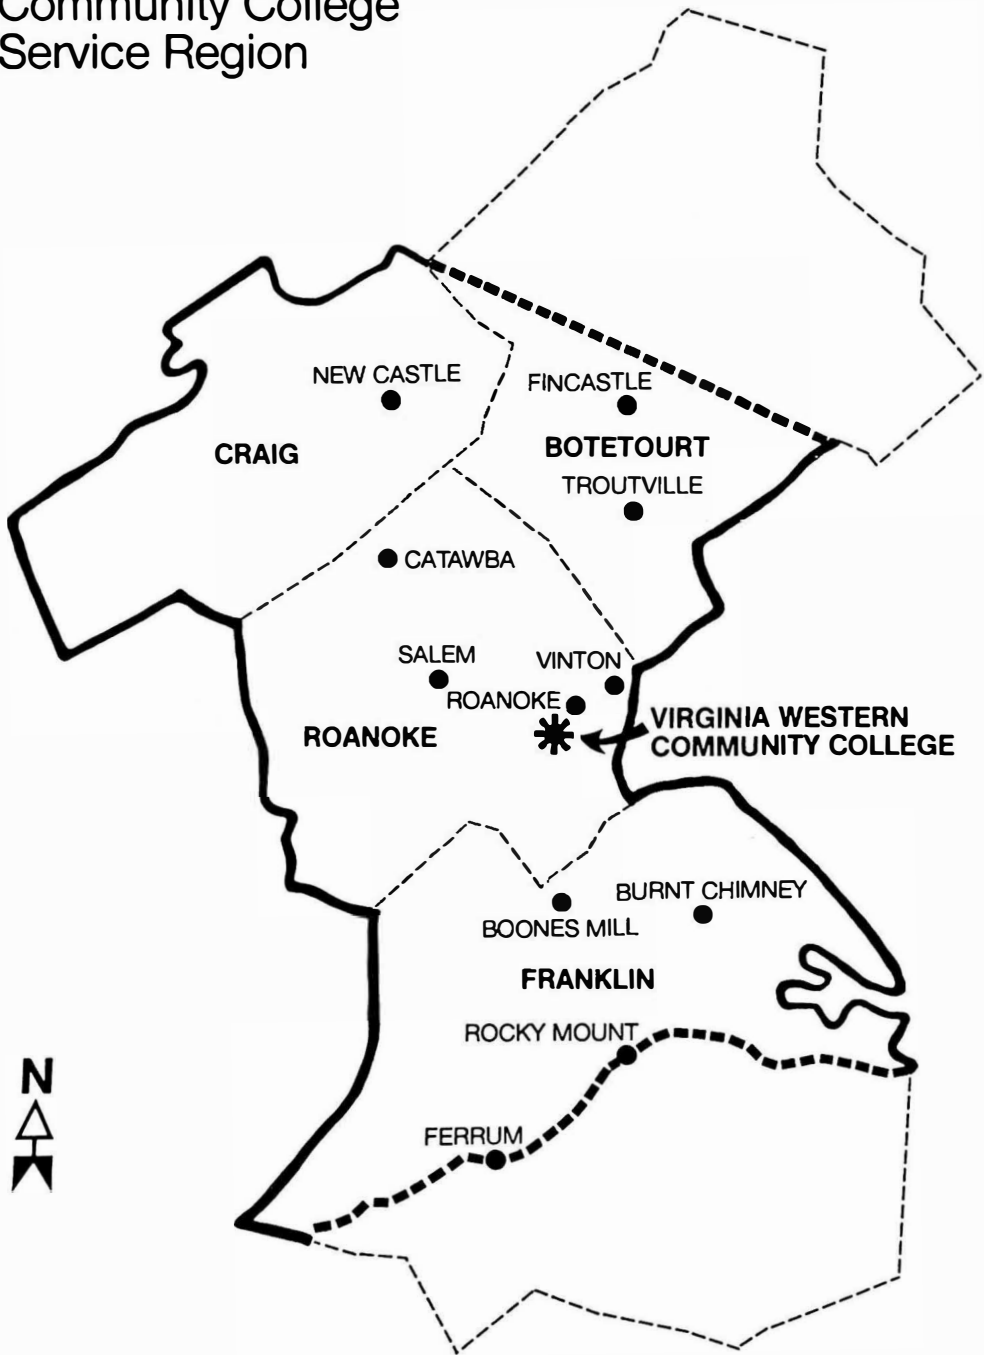 Community College
Service Region
NEW CASTLE
FINCASTLE
CRAIG
BOTETOURT
TROUTVILLE
CATAWBA
SALEM
VINTON
ROANOKE
ROANOKE
VIRGINIA WESTERN
COMMUNITY COLLEGE
BURNT CHIMNEY
BOONES MILL
FRANKLIN
ROCKY MOUNT
N
FERRUM